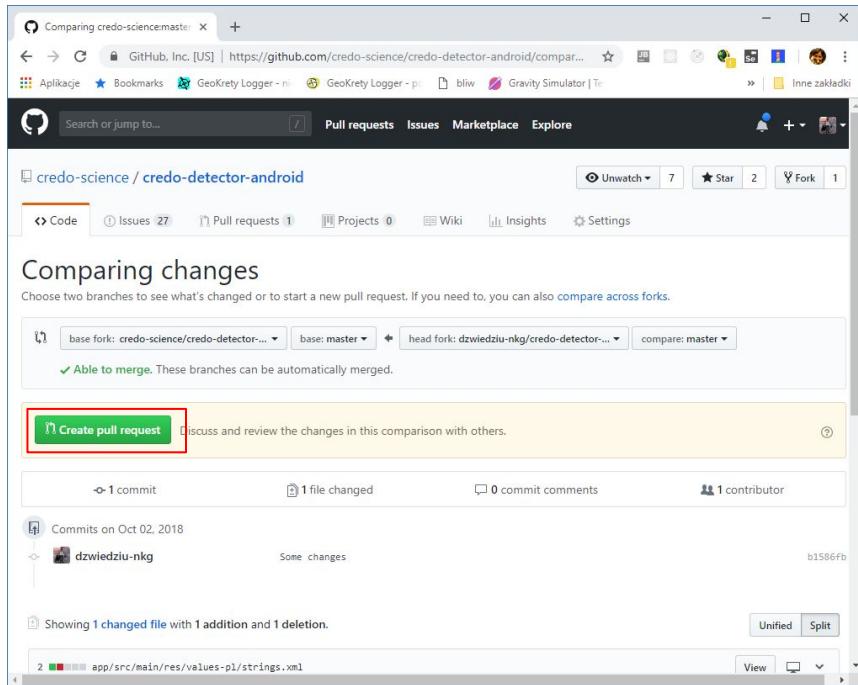 Comparing credo-science:master
GitHub, Inc. [US] | https://github.com/credo-science/credo-detector-android/compar...
Aplikacje Bookmarks GeoKrety Logger - ni GeoKrety Logger - po bliw Gravity Simulator | Te » Inne zakładki
Search or jump to... / Pull requests Issues Marketplace Explore
credo-science / credo-detector-android Unwatch 7 Star 2 Fork 1
Code Issues 27 Pull requests 1 Projects 0 Wiki Insights Settings
Comparing changes
Choose two branches to see what's changed or to start a new pull request. If you need to, you can also compare across forks.
base fork: credo-science/credo-detector-... base: master head fork: dzwiedziu-nkg/credo-detector-... compare: master
Able to merge. These branches can be automatically merged.
Create pull request Discuss and review the changes in this comparison with others.
1 commit 1 file changed 0 commit comments 1 contributor
Commits on Oct 02, 2018
dzwiedziu-nkg Some changes b1586fb
Showing 1 changed file with 1 addition and 1 deletion. Unified Split
2 app/src/main/res/values-pl/strings.xml View